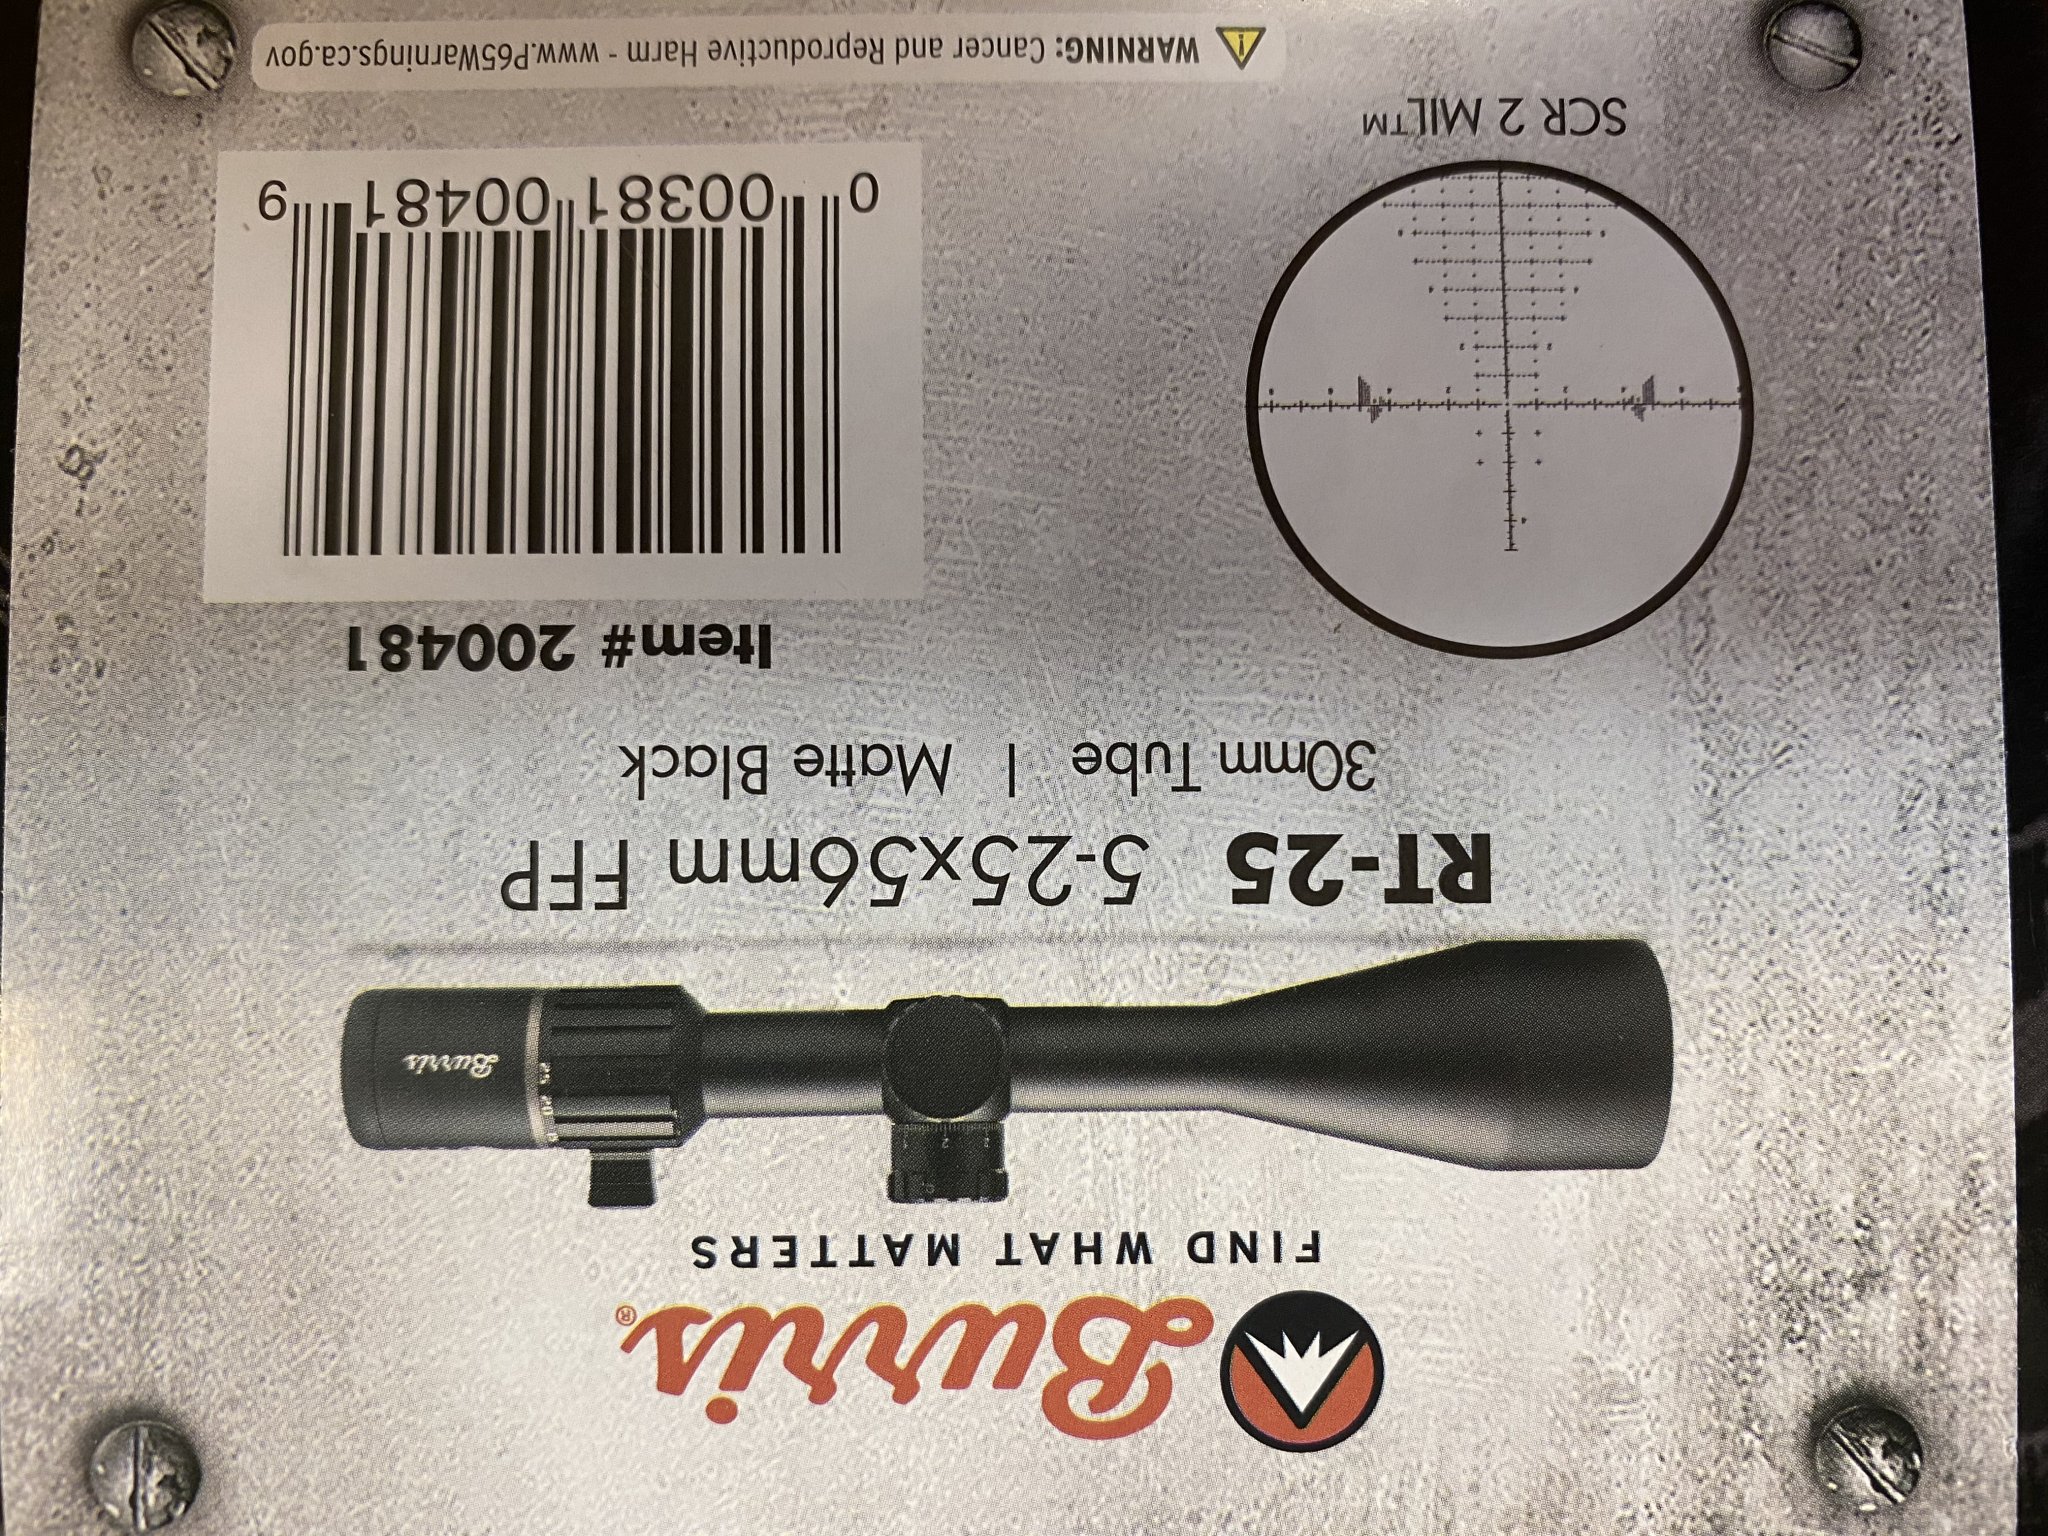 Burris®
FIND WHAT MATTERS
Burris
RT-25 5-25x56mm FFP
30mm Tube | Matte Black
Item# 200481
0 00381 00481 9
SCR 2 MIL™
WARNING: Cancer and Reproductive Harm - www.P65Warnings.ca.gov